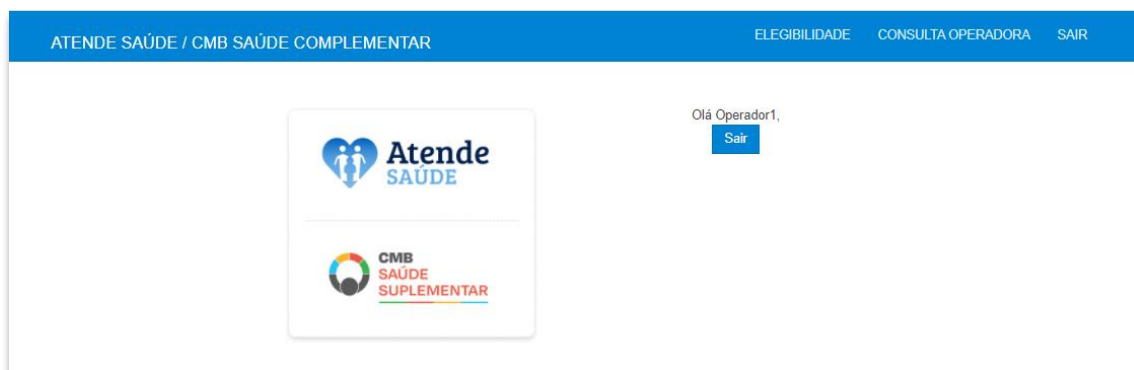 ATENDE SAÚDE / CMB SAÚDE COMPLEMENTAR
ELEGIBILIDADE
CONSULTA OPERADORA
SAIR
Atende
SAÚDE
CMB
SAÚDE
SUPLEMENTAR
Olá Operador1,
Sair